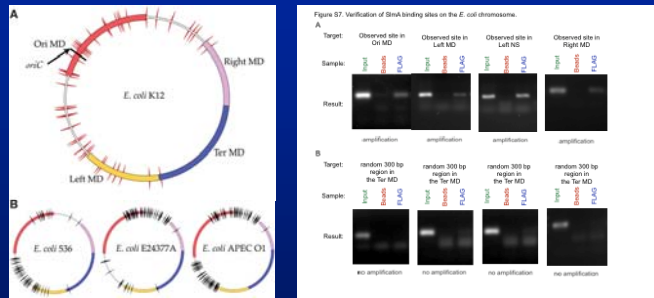 A
Ori MD
oriC
Right MD
E. coli K12
Ter MD
Left MD
B
E. coli 536
E. coli E24377A
E. coli APEC O1
Figure S7. Verification of SlmA binding sites on the E. coli chromosome.
A
Target:
Observed site in
Ori MD
Observed site in
Left MD
Observed site in
Left NS
Observed site in
Right MD
Sample:
Input
Beads
FLAG
Input
Beads
FLAG
Input
Beads
FLAG
Input
Beads
FLAG
Result:
amplification
amplification
amplification
amplification
B
Target:
random 300 bp
region in
the Ter MD
random 300 bp
region in
the Ter MD
random 300 bp
region in
the Ter MD
random 300 bp
region in
the Ter MD
Sample:
Input
Beads
FLAG
Input
Beads
FLAG
Input
Beads
FLAG
Input
Beads
FLAG
Result:
no amplification
no amplification
no amplification
no amplification